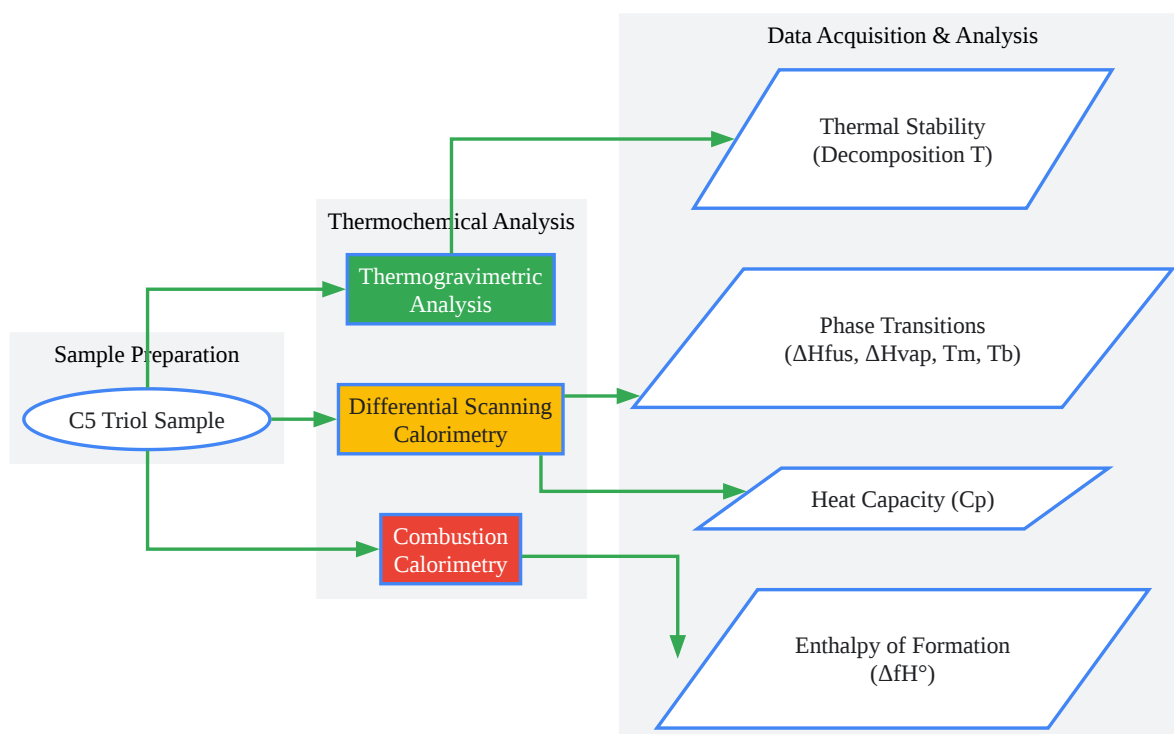 Sample Preparation
C5 Triol Sample
Thermochemical Analysis
Thermogravimetric
Analysis
Differential Scanning
Calorimetry
Combustion
Calorimetry
Data Acquisition & Analysis
Thermal Stability
(Decomposition T)
Phase Transitions
(ΔHfus, ΔHvap, Tm, Tb)
Heat Capacity (Cp)
Enthalpy of Formation
(ΔfH°)